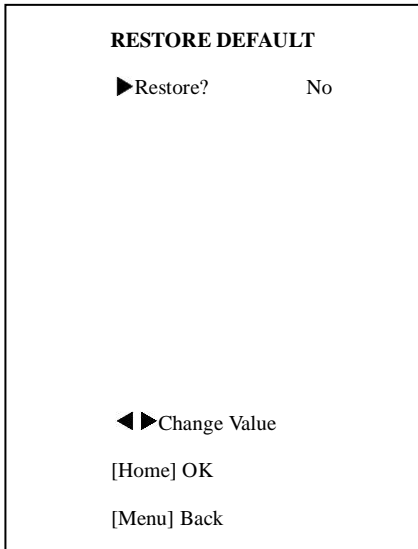 RESTORE DEFAULT
▶Restore? No
◀ ▶Change Value
[Home] OK
[Menu] Back